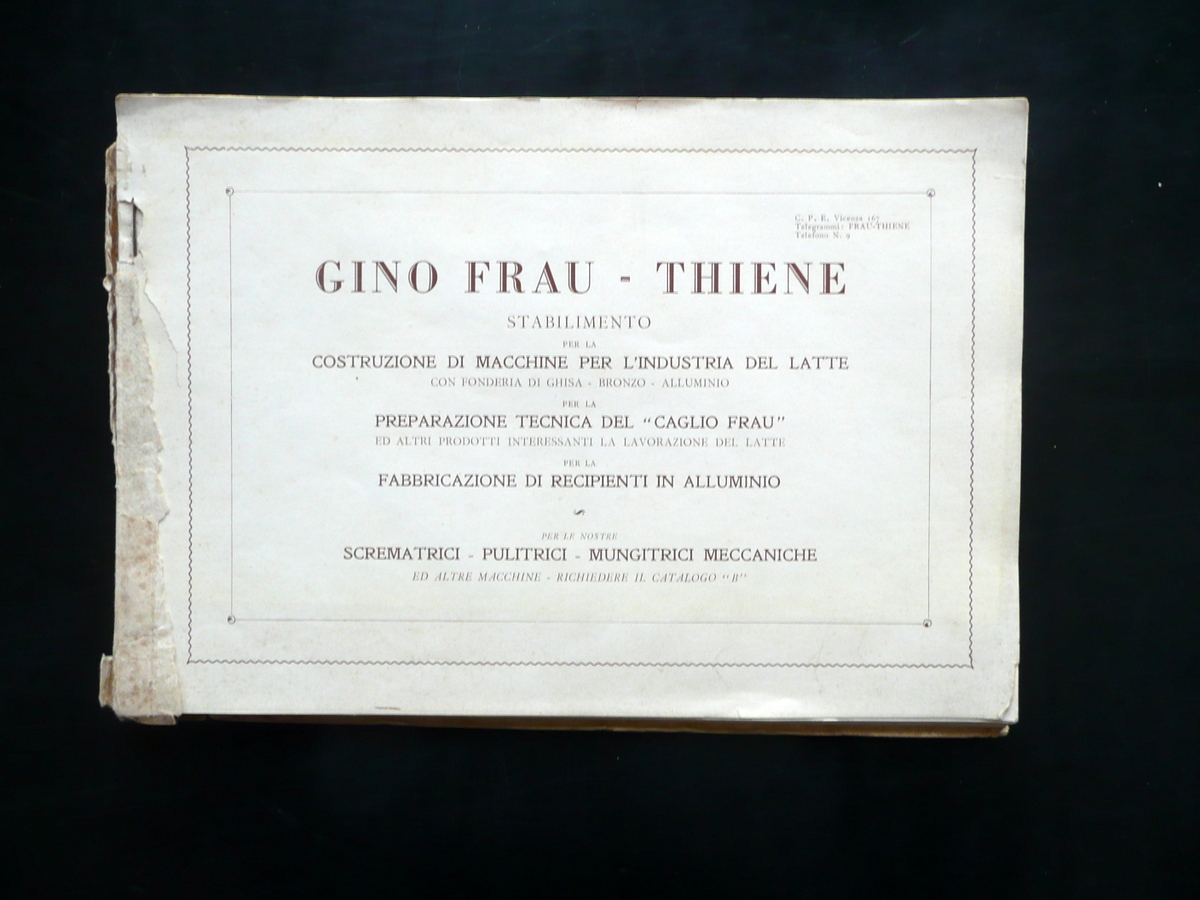 C. P. E. Vicenza 167
Telegrammi: FRAU-THIENE
Telefono N. 9
GINO FRAU - THIENE
STABILIMENTO
PER LA
COSTRUZIONE DI MACCHINE PER L'INDUSTRIA DEL LATTE
CON FONDERIA DI GHISA - BRONZO - ALLUMINIO
PER LA
PREPARAZIONE TECNICA DEL "CAGLIO FRAU"
ED ALTRI PRODOTTI INTERESSANTI LA LAVORAZIONE DEL LATTE
PER LA
FABBRICAZIONE DI RECIPIENTI IN ALLUMINIO
PER LE NOSTRE
SCREMATRICI - PULITRICI - MUNGITRICI MECCANICHE
ED ALTRE MACCHINE - RICHIEDERE IL CATALOGO "B"